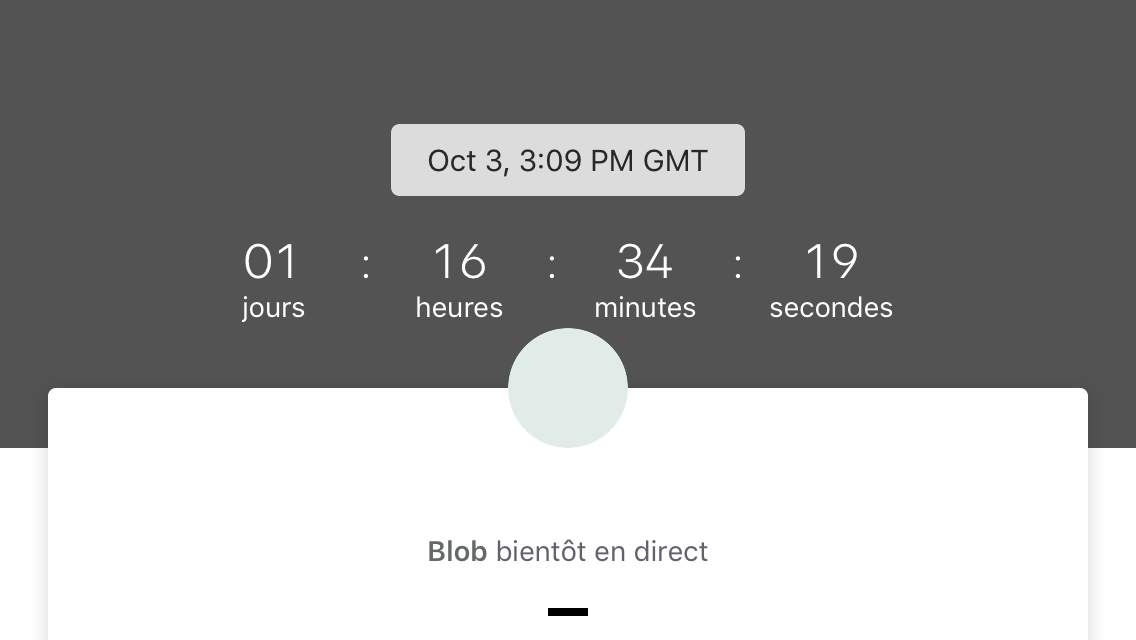 Oct 3, 3:09 PM GMT
01 : 16 : 34 : 19
jours heures minutes secondes
Blob bientôt en direct